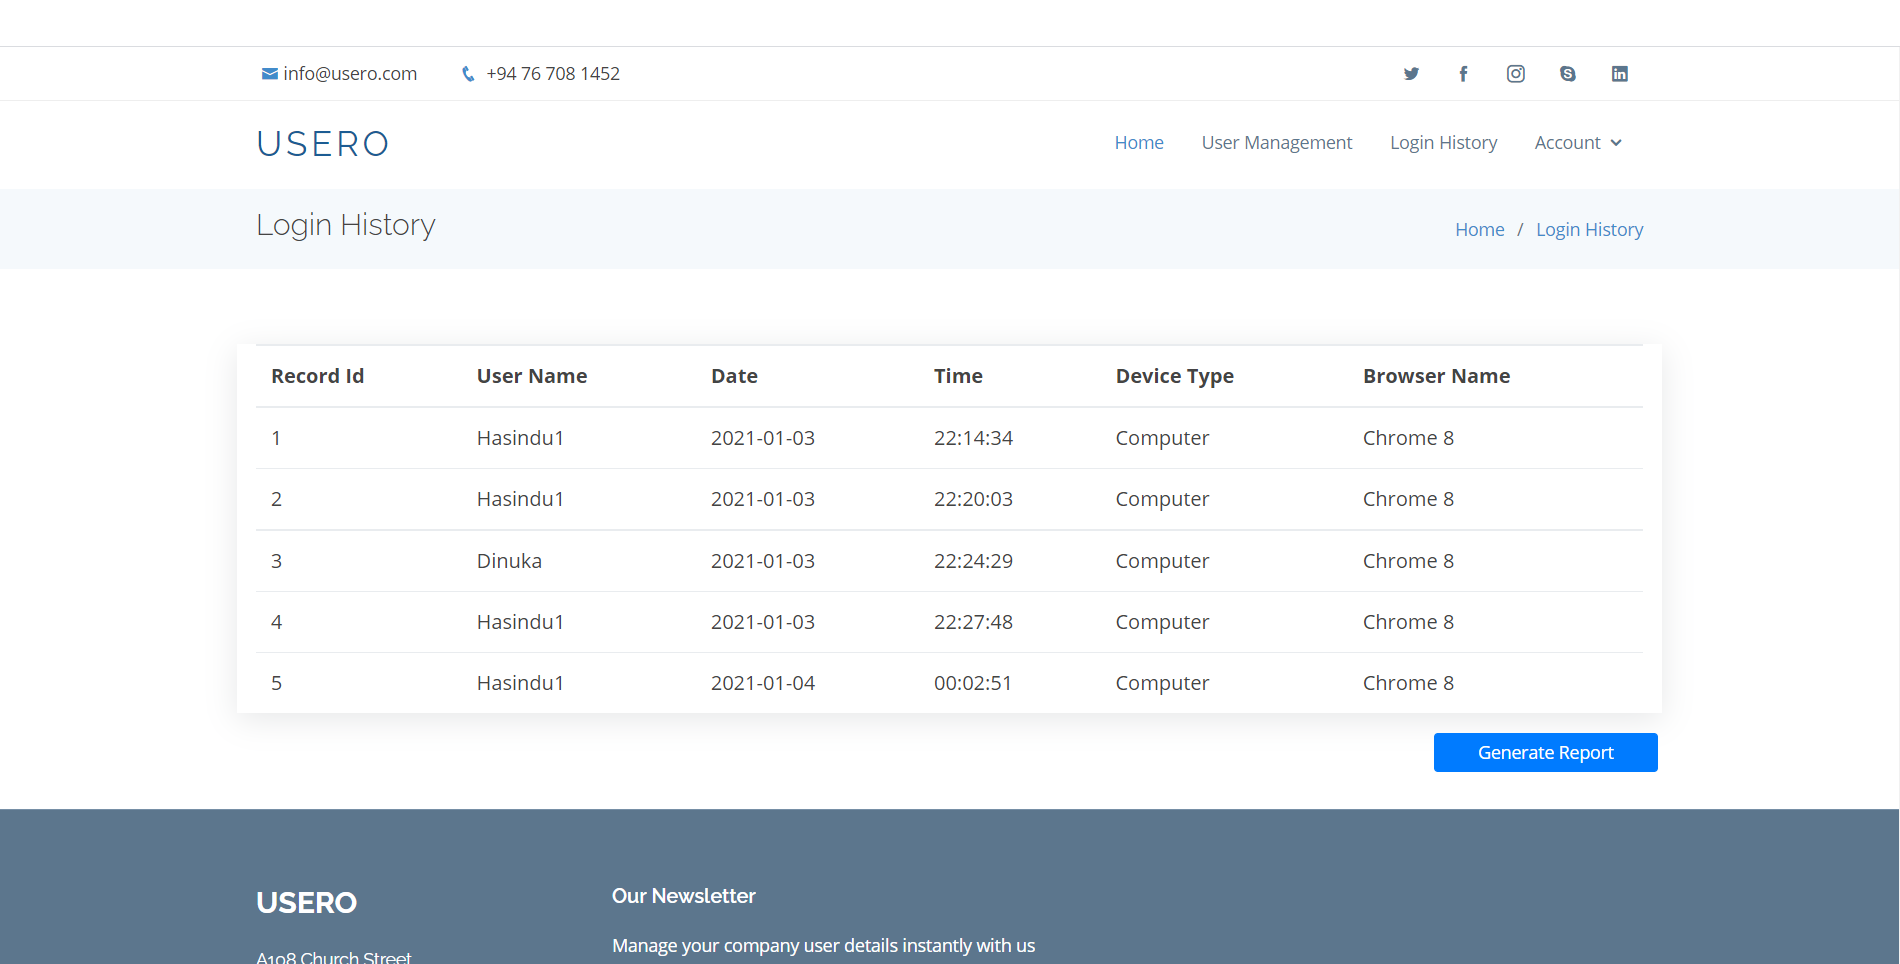 info@usero.com +94 76 708 1452
USERO Home User Management Login History Account
Login History Home / Login History
Record Id User Name Date Time Device Type Browser Name
1 Hasindu1 2021-01-03 22:14:34 Computer Chrome 8
2 Hasindu1 2021-01-03 22:20:03 Computer Chrome 8
3 Dinuka 2021-01-03 22:24:29 Computer Chrome 8
4 Hasindu1 2021-01-03 22:27:48 Computer Chrome 8
5 Hasindu1 2021-01-04 00:02:51 Computer Chrome 8
Generate Report
USERO
A108 Church Street
Our Newsletter
Manage your company user details instantly with us